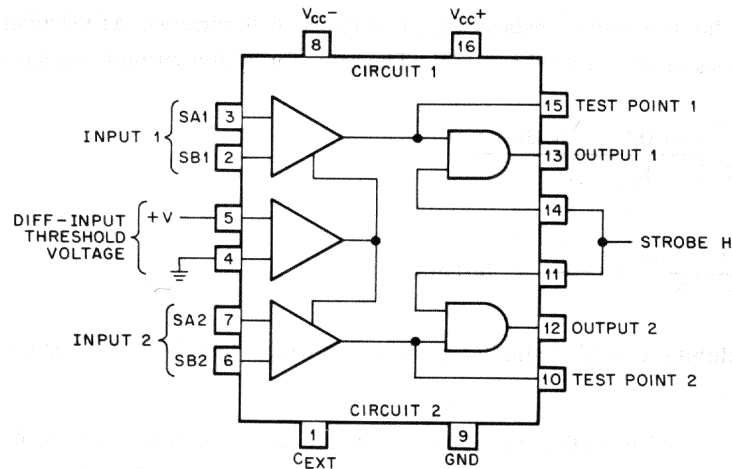 VCC- VCC+
8 16
CIRCUIT 1
INPUT 1 SA1 3 15 TEST POINT 1
SB1 2 13 OUTPUT 1
DIFF-INPUT THRESHOLD VOLTAGE +V 5 14
4 STROBE H
11
INPUT 2 SA2 7 12 OUTPUT 2
SB2 6 10 TEST POINT 2
CIRCUIT 2
1 9
CEXT GND